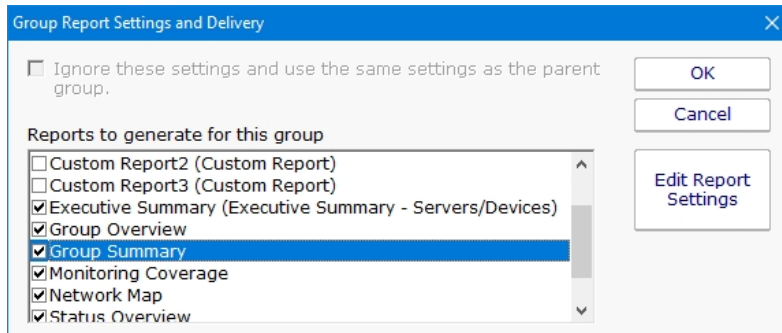 Group Report Settings and Delivery
Ignore these settings and use the same settings as the parent
group.
OK
Cancel
Reports to generate for this group
Custom Report2 (Custom Report)
Custom Report3 (Custom Report)
Executive Summary (Executive Summary - Servers/Devices)
Group Overview
Group Summary
Monitoring Coverage
Network Map
Status Overview
Edit Report
Settings